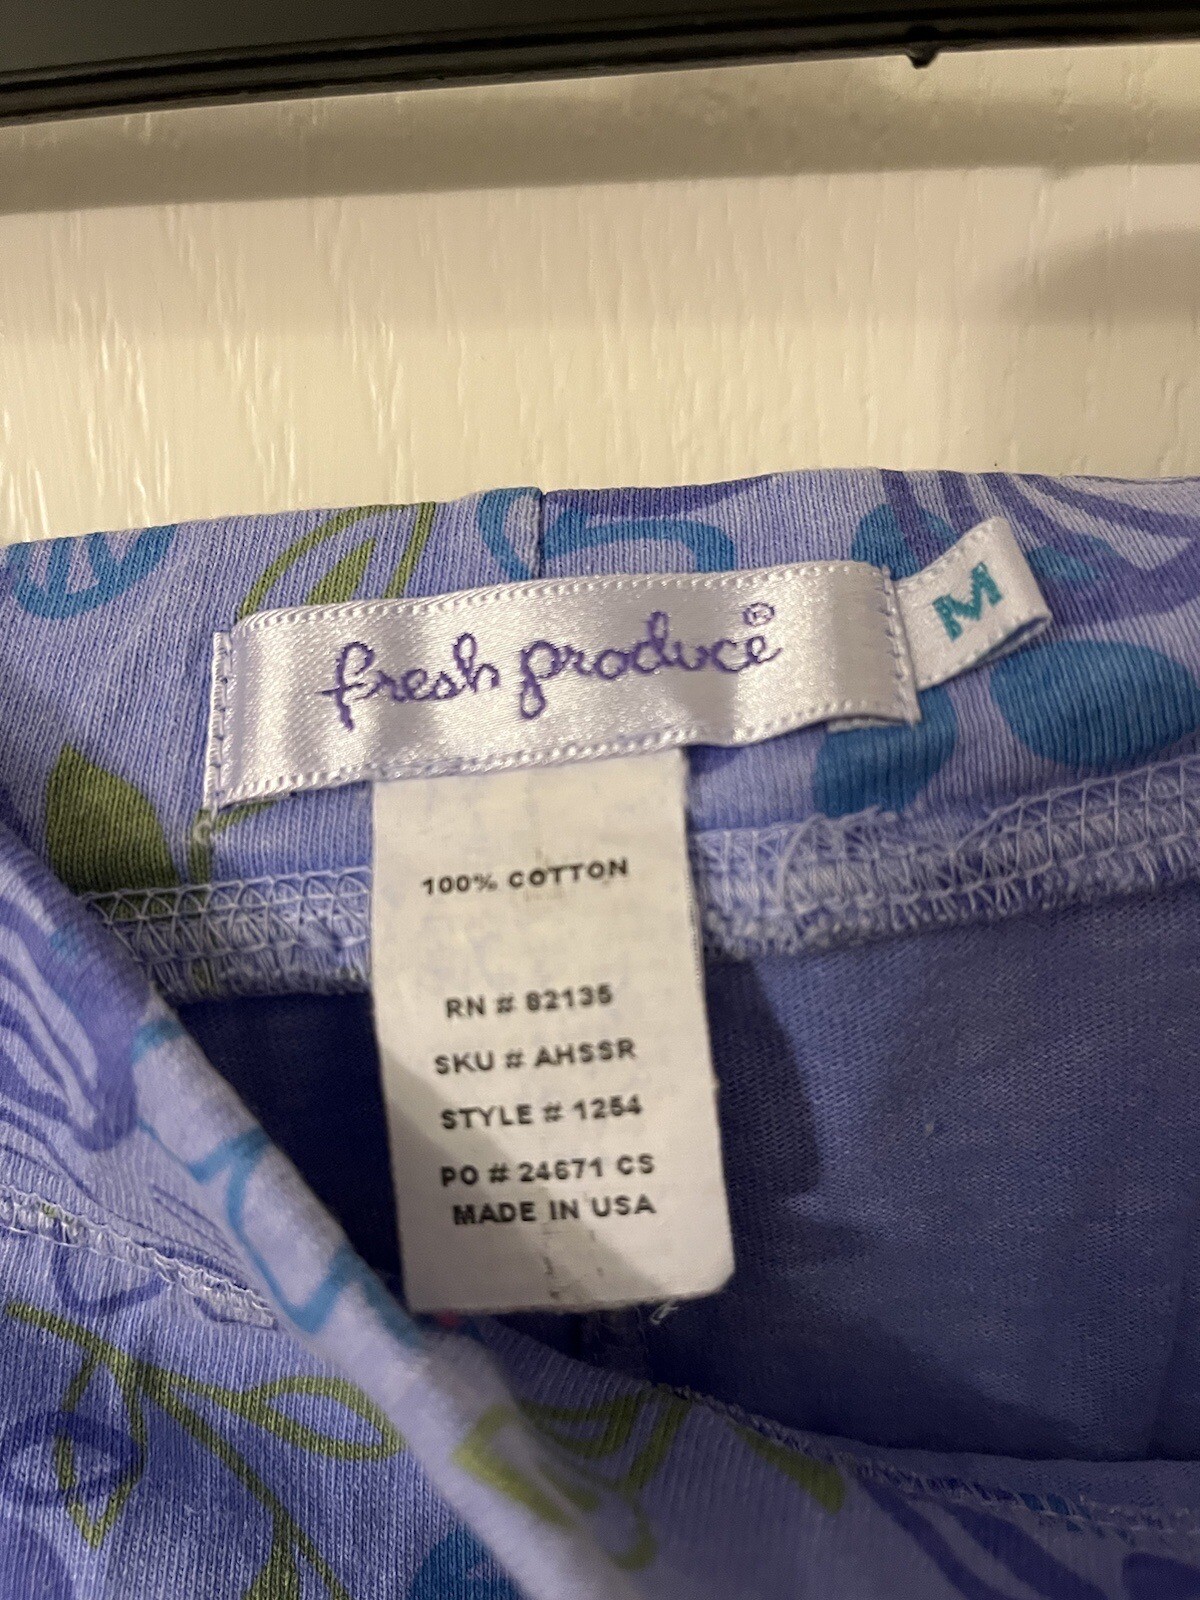 fresh produce®
M
100% COTTON
RN # 82135
SKU # AHSSR
STYLE # 1254
PO # 24671 CS
MADE IN USA